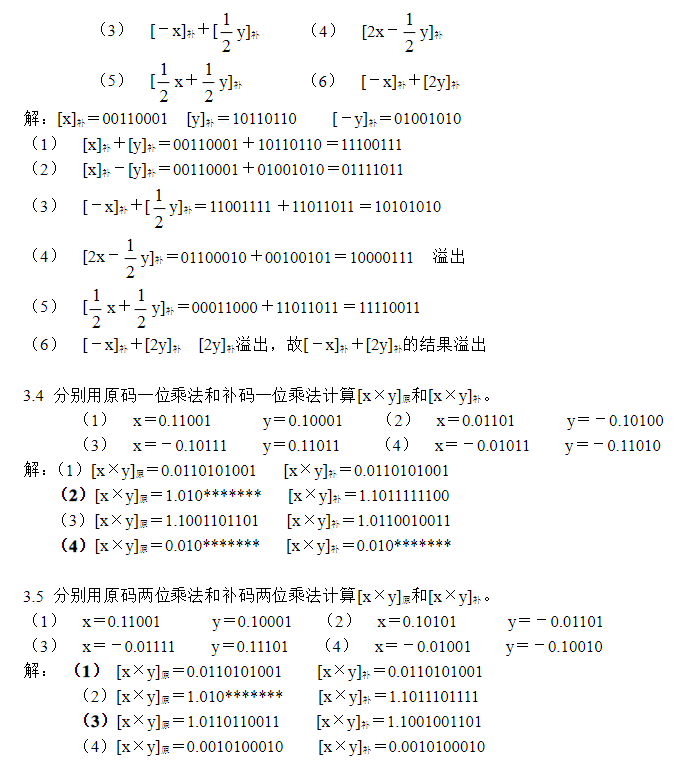 （3） [－x]补＋[1/2 y]补 （4） [2x－1/2 y]补
（5） [1/2 x＋1/2 y]补 （6） [－x]补＋[2y]补
解：[x]补＝00110001 [y]补＝10110110 [－y]补＝01001010
（1） [x]补＋[y]补＝00110001＋10110110＝11100111
（2） [x]补－[y]补＝00110001＋01001010＝01111011
（3） [－x]补＋[1/2 y]补＝11001111＋11011011＝10101010
（4） [2x－1/2 y]补＝01100010＋00100101＝10000111 溢出
（5） [1/2 x＋1/2 y]补＝00011000＋11011011＝11110011
（6） [－x]补＋[2y]补 [2y]补溢出，故[－x]补＋[2y]补的结果溢出
3.4 分别用原码一位乘法和补码一位乘法计算[x×y]原和[x×y]补。
（1） x＝0.11001 y＝0.10001 （2） x＝0.01101 y＝－0.10100
（3） x＝－0.10111 y＝0.11011 （4） x＝－0.01011 y＝－0.11010
解：（1）[x×y]原＝0.0110101001 [x×y]补＝0.0110101001
（2）[x×y]原＝1.010******* [x×y]补＝1.1011111100
（3）[x×y]原＝1.1001101101 [x×y]补＝1.0110010011
（4）[x×y]原＝0.010******* [x×y]补＝0.010*******
3.5 分别用原码两位乘法和补码两位乘法计算[x×y]原和[x×y]补。
（1） x＝0.11001 y＝0.10001 （2） x＝0.10101 y＝－0.01101
（3） x＝－0.01111 y＝0.11101 （4） x＝－0.01001 y＝－0.10010
解： （1）[x×y]原＝0.0110101001 [x×y]补＝0.0110101001
（2）[x×y]原＝1.010******* [x×y]补＝1.1011101111
（3）[x×y]原＝1.0110110011 [x×y]补＝1.1001001101
（4）[x×y]原＝0.0010100010 [x×y]补＝0.0010100010